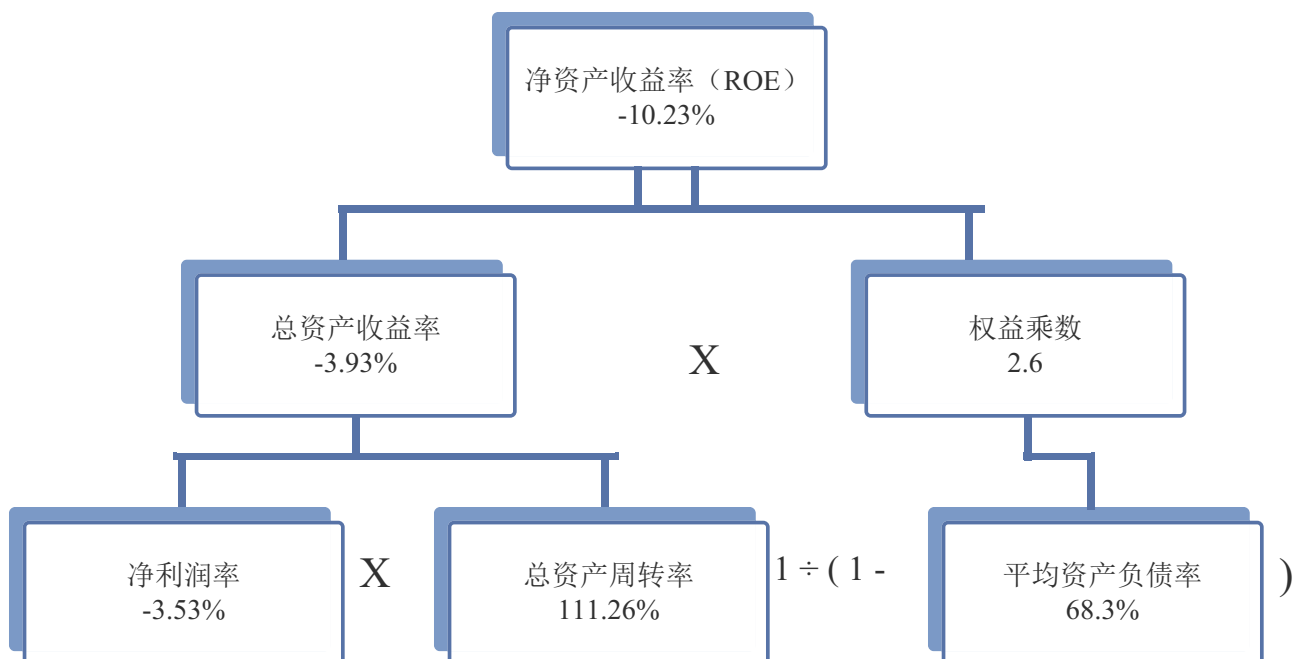 净资产收益率（ROE）
-10.23%
总资产收益率
-3.93%
X
权益乘数
2.6
净利润率
-3.53%
X
总资产周转率
111.26%
1 ÷ ( 1 -
平均资产负债率
68.3%
)